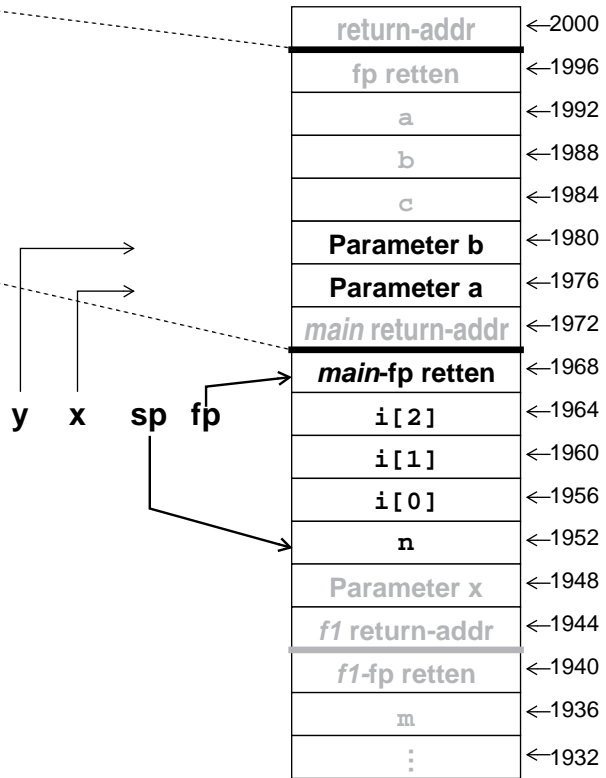 return-addr ←2000
fp retten ←1996
a ←1992
b ←1988
c ←1984
Parameter b ←1980
Parameter a ←1976
main return-addr ←1972
main-fp retten ←1968
y x sp fp i[2] ←1964
i[1] ←1960
i[0] ←1956
n ←1952
Parameter x ←1948
f1 return-addr ←1944
f1-fp retten ←1940
m ←1936
⋮ ←1932